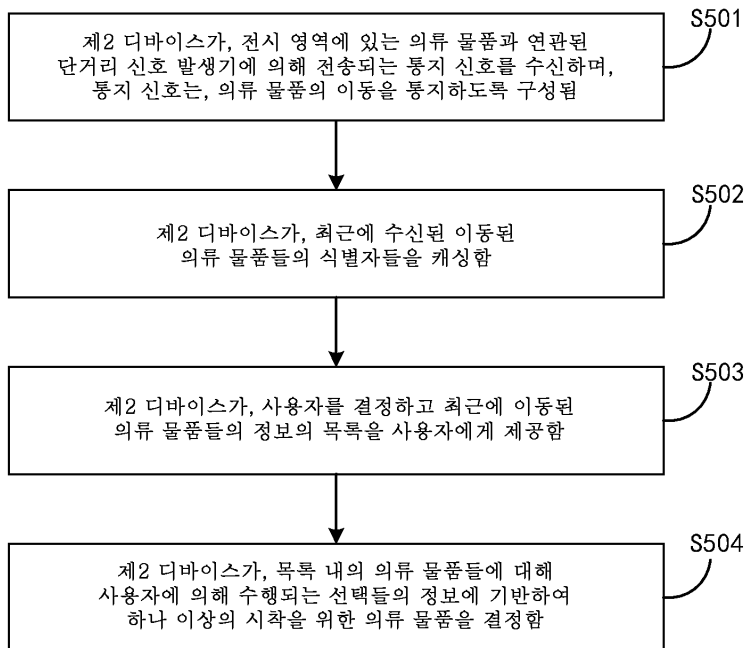 S501
제2 디바이스가, 전시 영역에 있는 의류 물품과 연관된
단거리 신호 발생기에 의해 전송되는 통지 신호를 수신하며,
통지 신호는, 의류 물품의 이동을 통지하도록 구성됨
S502
제2 디바이스가, 최근에 수신된 이동된
의류 물품들의 식별자들을 캐싱함
S503
제2 디바이스가, 사용자를 결정하고 최근에 이동된
의류 물품들의 정보의 목록을 사용자에게 제공함
S504
제2 디바이스가, 목록 내의 의류 물품들에 대해
사용자에 의해 수행되는 선택들의 정보에 기반하여
하나 이상의 시착을 위한 의류 물품을 결정함